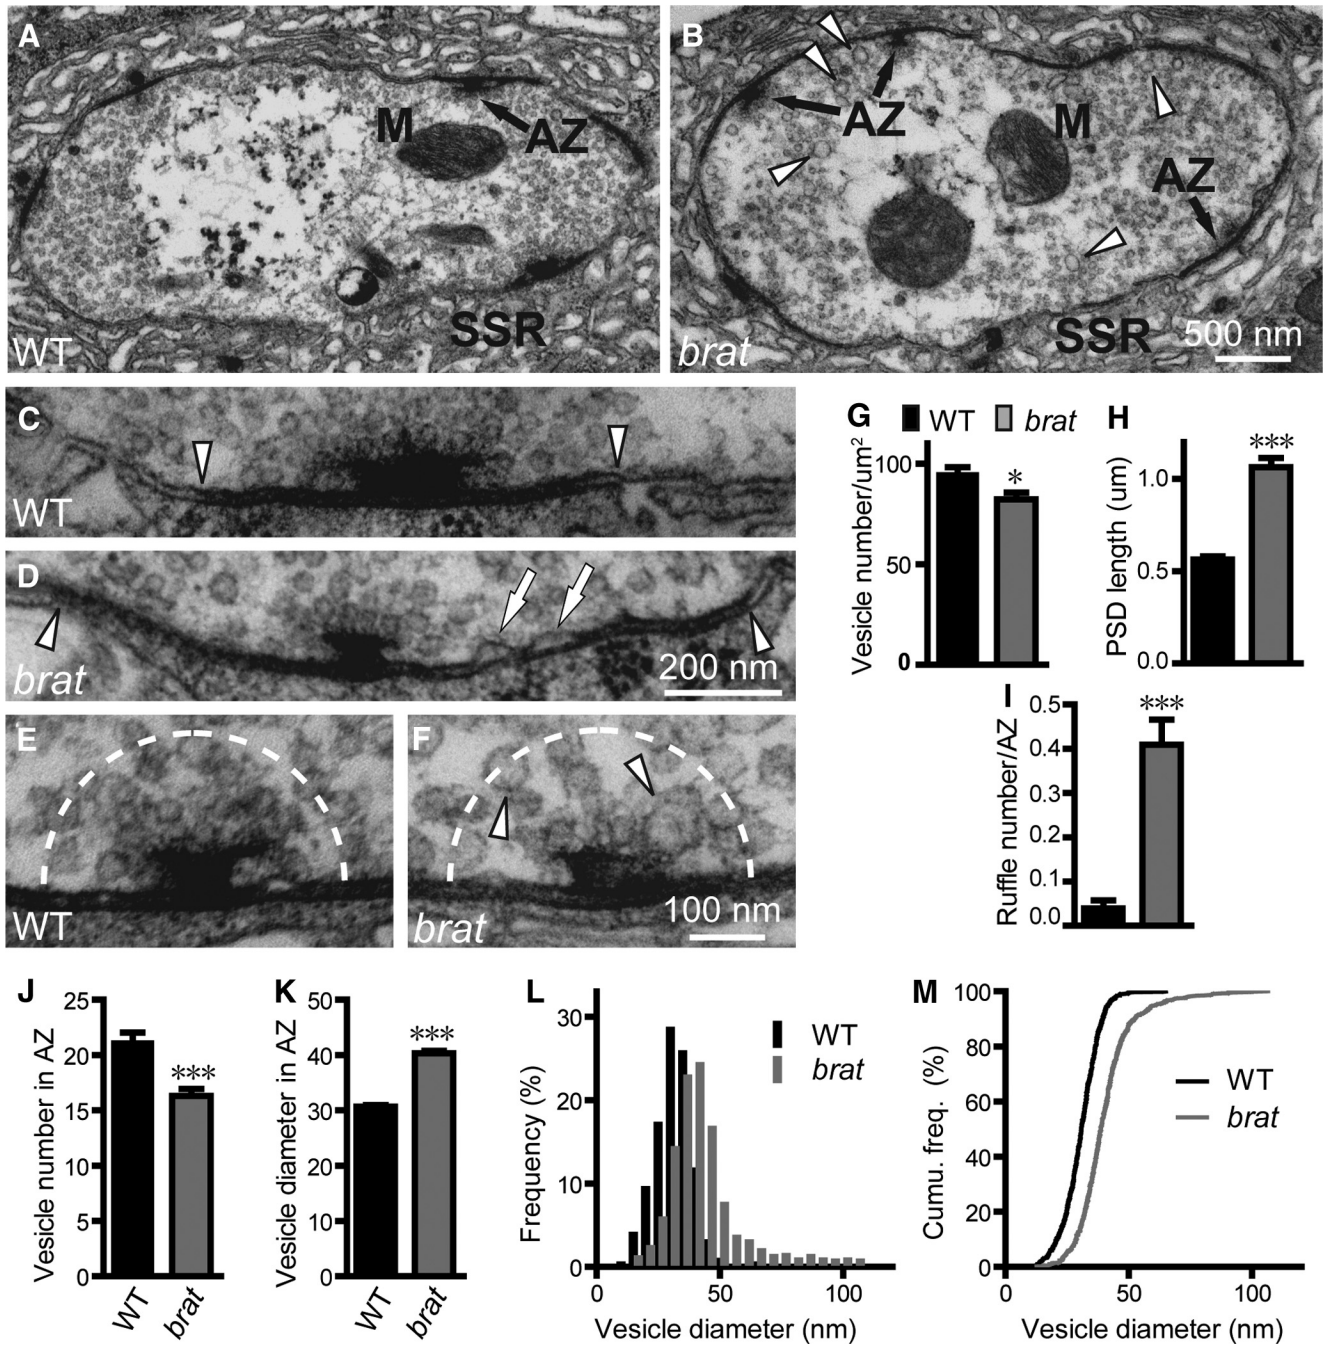 A
M
AZ
SSR
WT
B
AZ
M
AZ
SSR
brat
500 nm
C
WT
D
brat
200 nm
E
WT
F
brat
100 nm
G
WT
brat
Vesicle number/um²
100
50
0
*
H
PSD length (um)
1.0
0.5
0.0
***
I
Ruffle number/AZ
0.5
0.4
0.3
0.2
0.1
0.0
***
J
Vesicle number in AZ
25
20
15
10
5
0
***
WT
brat
K
Vesicle diameter in AZ
50
40
30
20
10
0
***
WT
brat
L
Frequency (%)
30
20
10
0
WT
brat
0 50 100
Vesicle diameter (nm)
M
Cumu. freq. (%)
100
80
60
40
20
0
WT
brat
0 50 100
Vesicle diameter (nm)